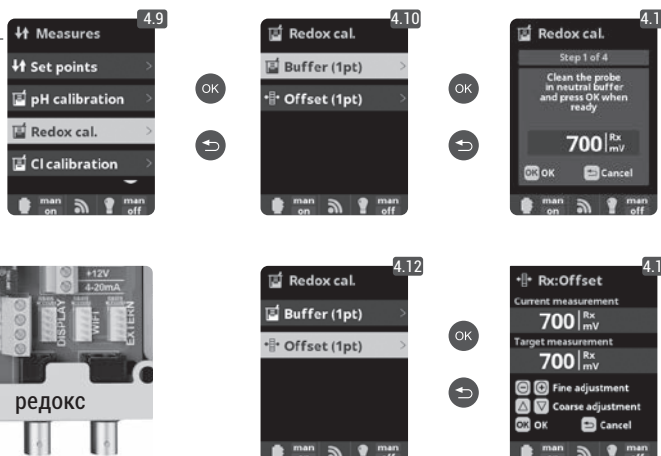 4.9
Measures
Set points
pH calibration
Redox cal.
Cl calibration
man on
man off
OK
4.10
Redox cal.
Buffer (1pt)
Offset (1pt)
man on
man off
OK
Redox cal.
Step 1 of 4
Clean the probe
in neutral buffer
and press OK when
ready
700 Rx mV
OK OK
Cancel
man on
man off
+12V
4-20mA
DISPLAY
WIFI
EXTERN
редокс
4.12
Redox cal.
Buffer (1pt)
Offset (1pt)
man
man
OK
Rx:Offset
Current measurement
700 Rx mV
Target measurement
700 Rx mV
Fine adjustment
Coarse adjustment
OK OK
Cancel
man
man